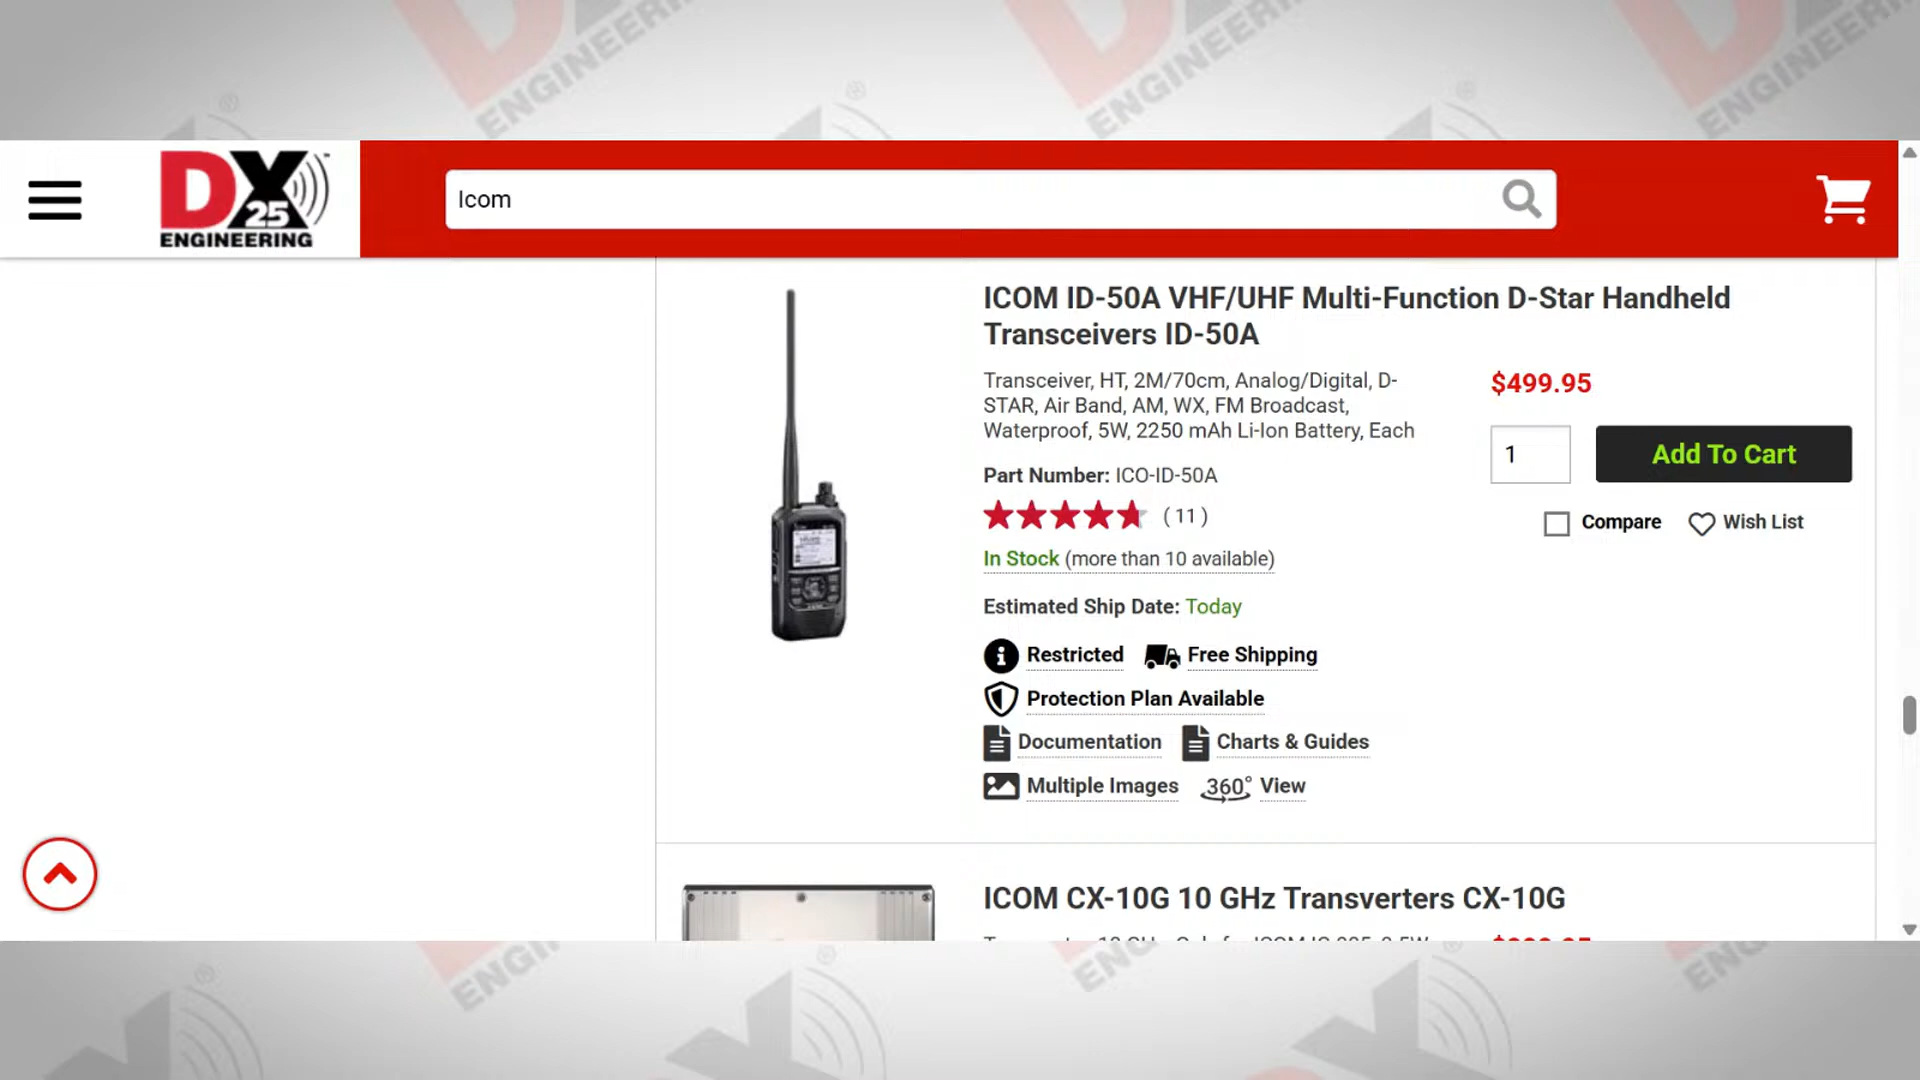 ENGINEERING
ENGINEERING
ENGINEERING
DX
25
ENGINEERING
Icom
ICOM ID-50A VHF/UHF Multi-Function D-Star Handheld
Transceivers ID-50A
Transceiver, HT, 2M/70cm, Analog/Digital, D-
STAR, Air Band, AM, WX, FM Broadcast,
Waterproof, 5W, 2250 mAh Li-Ion Battery, Each
$499.95
1
Add To Cart
Part Number: ICO-ID-50A
( 11 )
Compare
Wish List
In Stock (more than 10 available)
Estimated Ship Date: Today
Restricted
Free Shipping
Protection Plan Available
Documentation
Charts & Guides
Multiple Images
360° View
ICOM CX-10G 10 GHz Transverters CX-10G